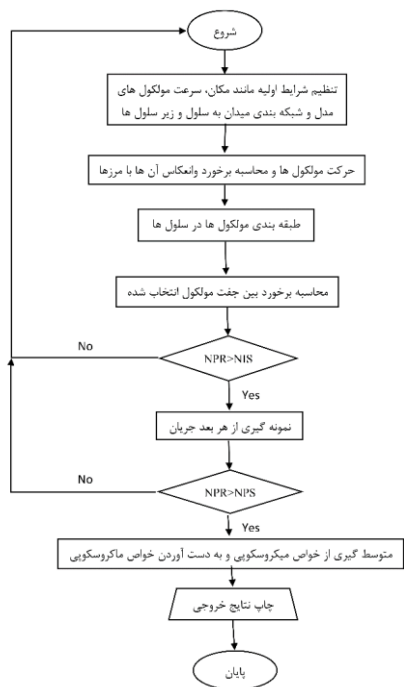 شروع
تنظیم شرایط اولیه مانند مکان، سرعت مولکول های
مدل و شبکه بندی میدان به سلول و زیر سلول ها
حرکت مولکول ها و محاسبه برخورد وانعکاس آن ها با مرزها
طبقه بندی مولکول ها در سلول ها
محاسبه برخورد بین جفت مولکول انتخاب شده
No
NPR>NIS
Yes
نمونه گیری از هر بعد جریان
No
NPR>NPS
Yes
متوسط گیری از خواص میکروسکوپی و به دست آوردن خواص ماکروسکوپی
چاپ نتایج خروجی
پایان